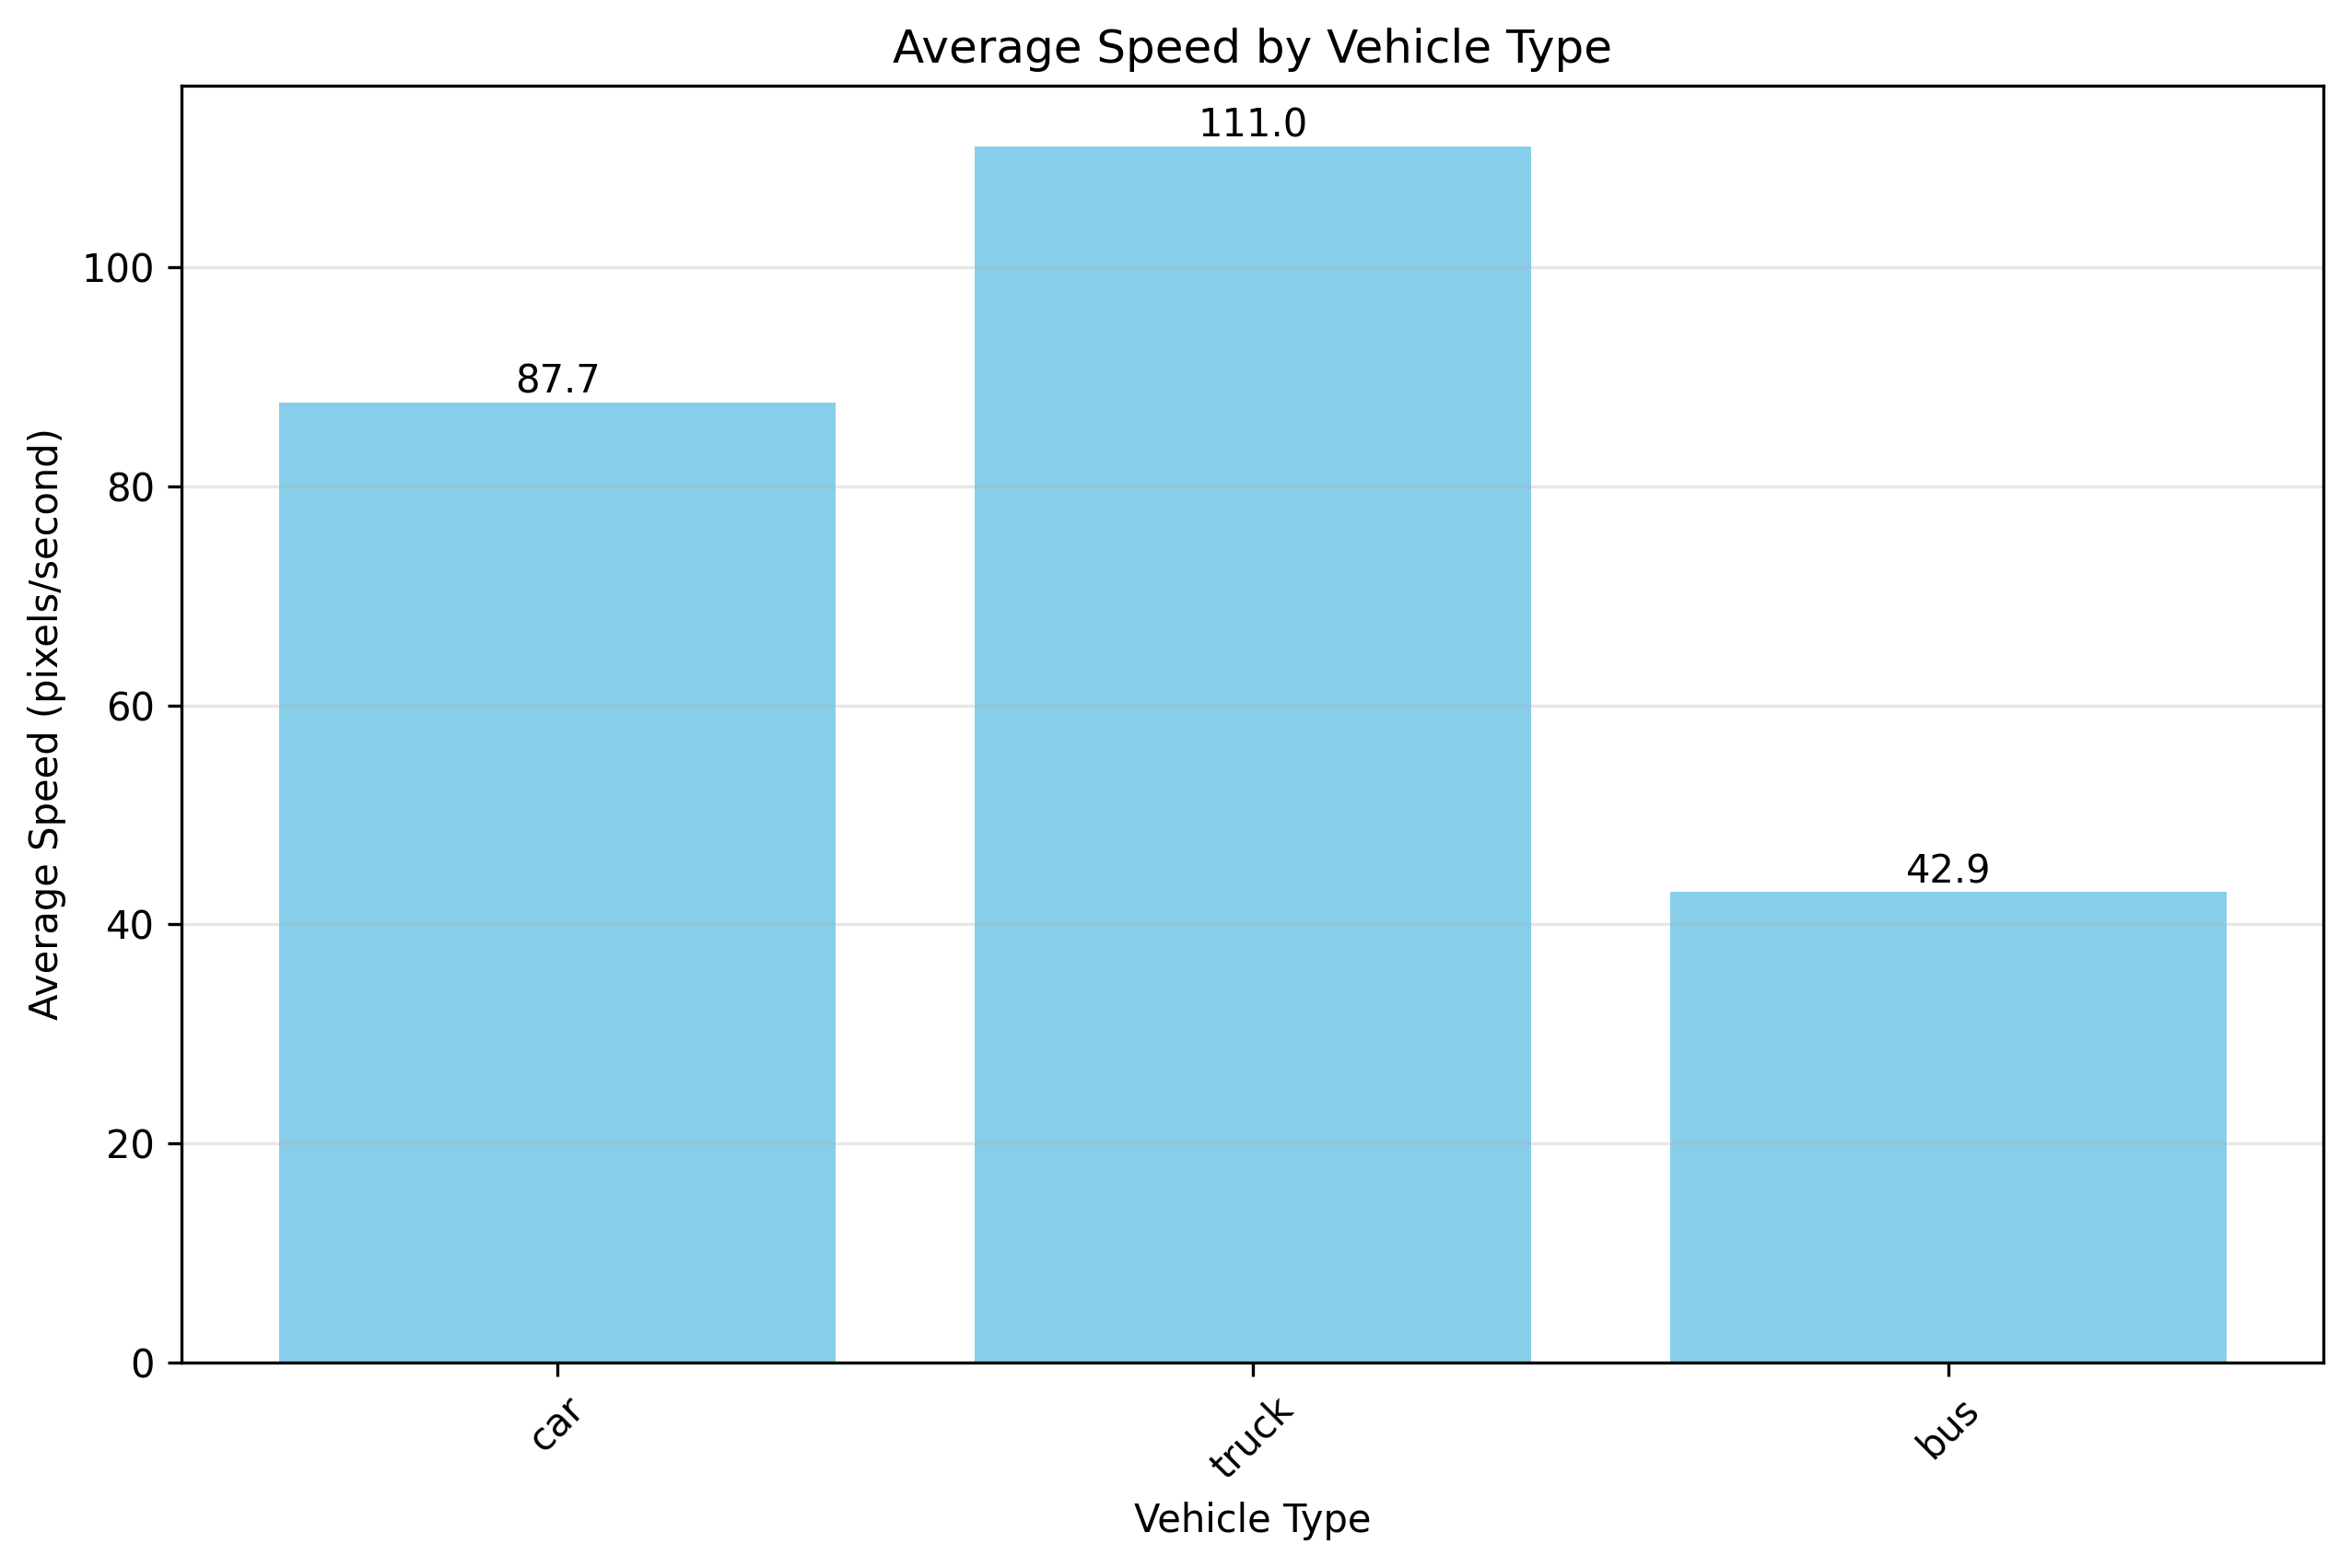 Average Speed by Vehicle Type
Average Speed (pixels/second)
100
80
60
40
20
0
87.7
111.0
42.9
car
truck
bus
Vehicle Type